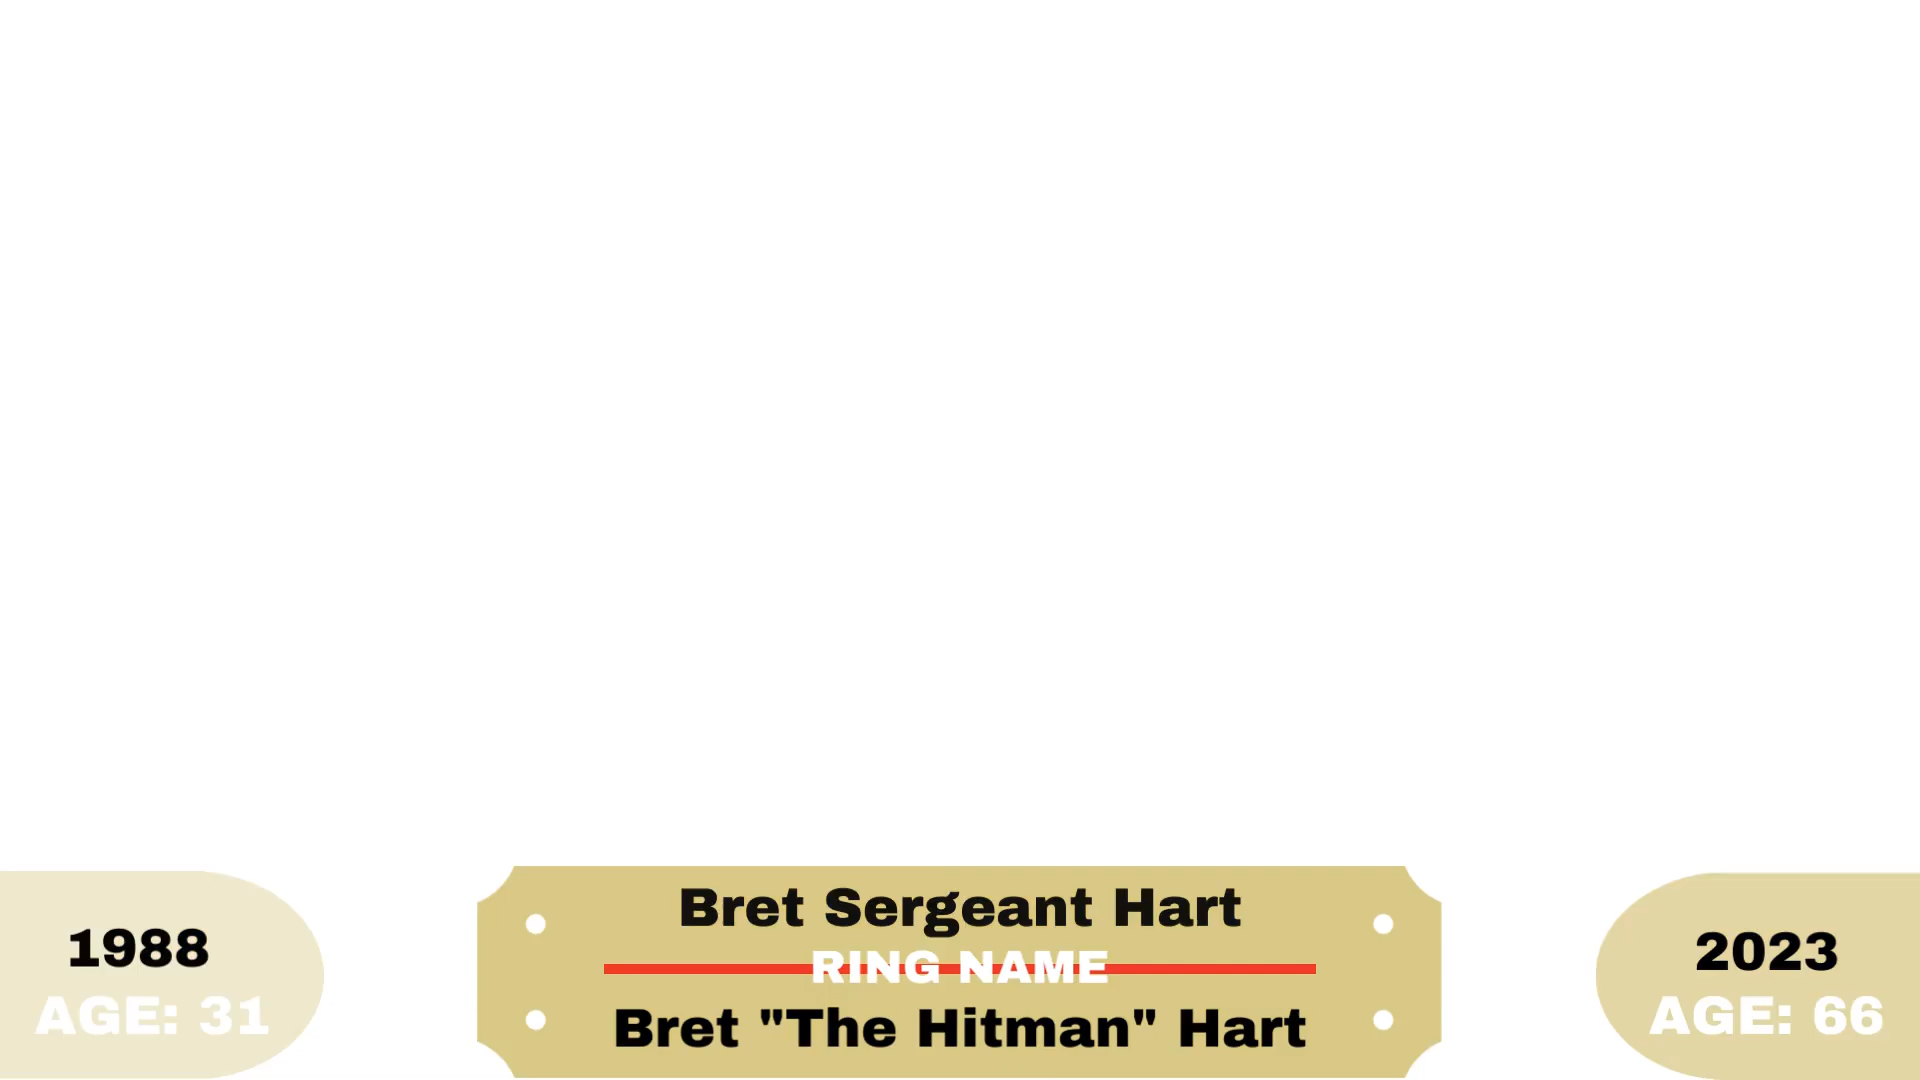 1988
AGE: 31
Bret Sergeant Hart
RING NAME
Bret "The Hitman" Hart
2023
AGE: 66